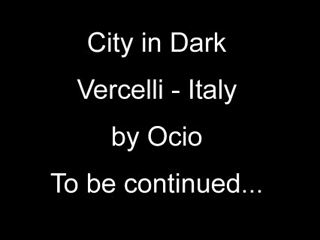 City in Dark
Vercelli - Italy
by Ocio
To be continued...